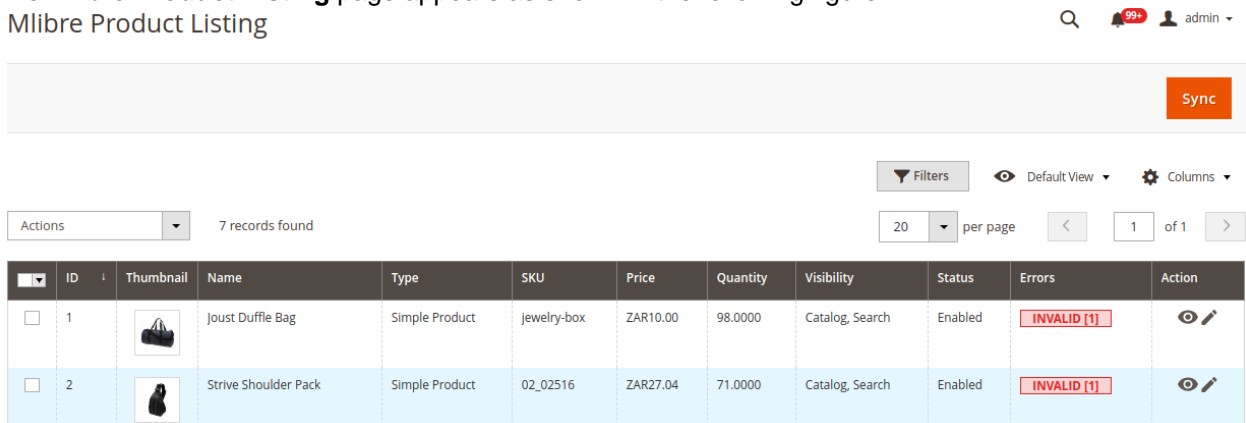 Mlibre Product Listing
99+ admin
Sync
Filters Default View Columns
Actions 7 records found 20 per page 1 of 1
ID ↓ Thumbnail Name Type SKU Price Quantity Visibility Status Errors Action
1 Joust Duffle Bag Simple Product jewelry-box ZAR10.00 98.0000 Catalog, Search Enabled INVALID [1]
2 Strive Shoulder Pack Simple Product 02_02516 ZAR27.04 71.0000 Catalog, Search Enabled INVALID [1]